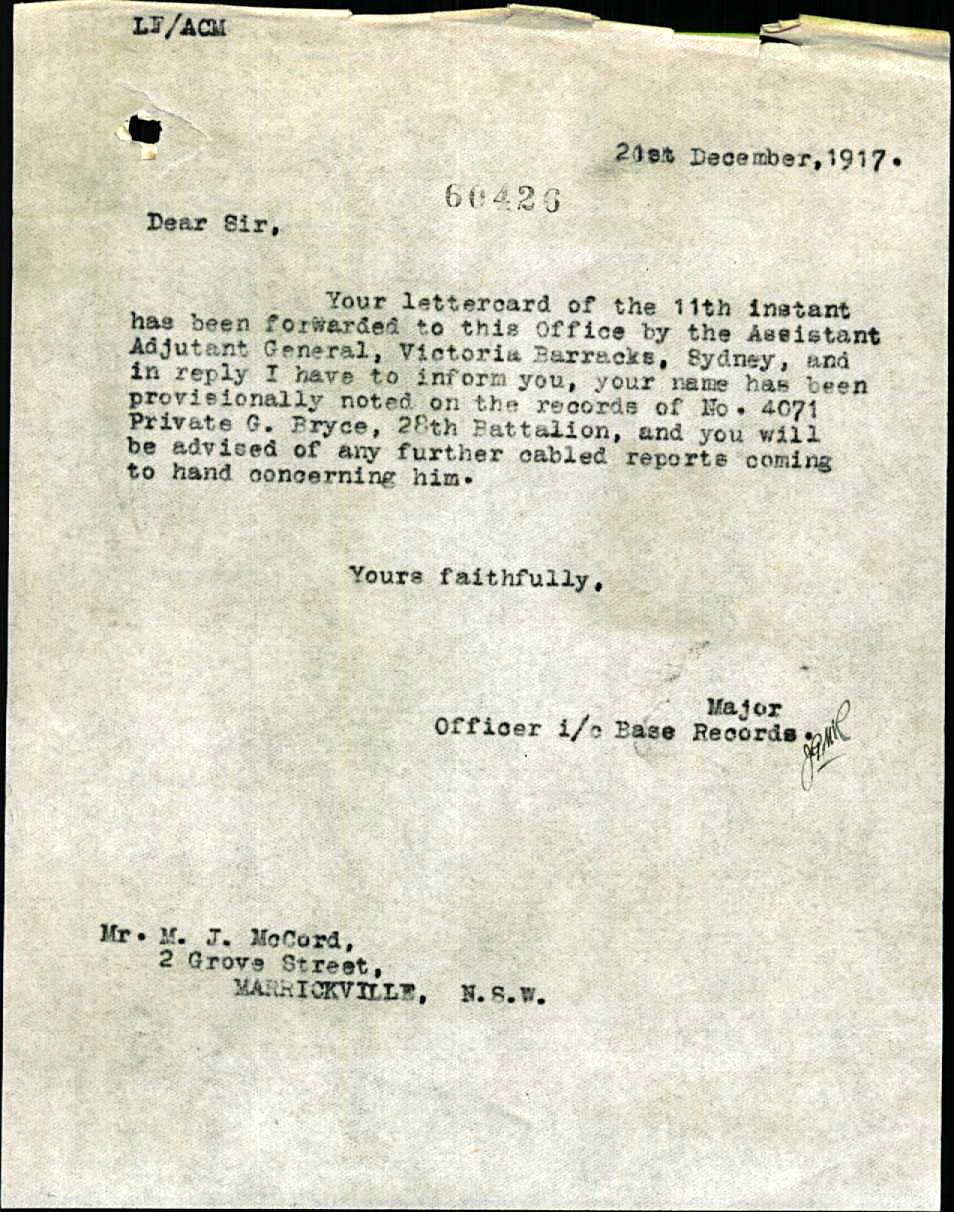 LF/ACM
21st December, 1917.
60426
Dear Sir,
Your lettercard of the 11th instant
has been forwarded to this Office by the Assistant
Adjutant General, Victoria Barracks, Sydney, and
in reply I have to inform you, your name has been
provisionally noted on the records of No. 4071
Private G. Bryce, 28th Battalion, and you will
be advised of any further cabled reports coming
to hand concerning him.
Yours faithfully,
Major
Officer i/c Base Records.
Mr. M. J. McCord,
2 Grove Street,
MARRICKVILLE, N.S.W.